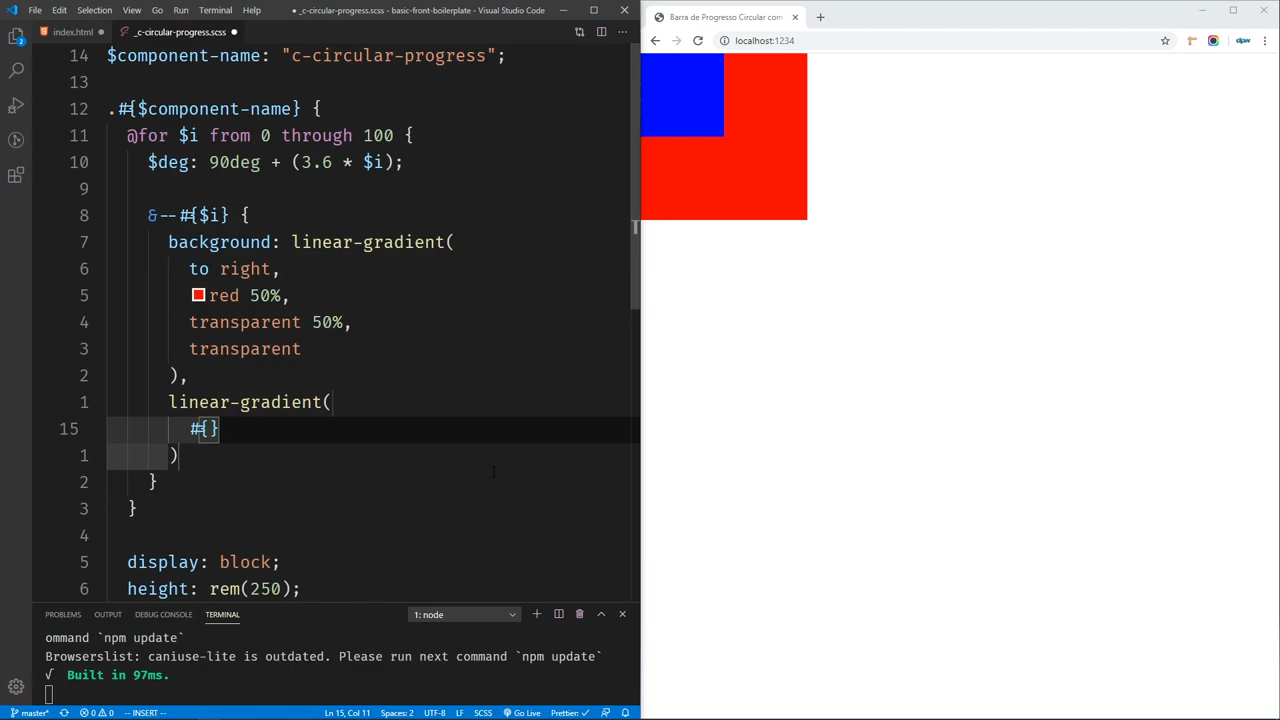 File Edit Selection View Go Run Terminal Help ● _c-circular-progress.scss - basic-front-boilerplate - Visual Studio Code
index.html ● _c-circular-progress.scss ●
14 $component-name: "c-circular-progress";
13
12 .#{$component-name} {
11 @for $i from 0 through 100 {
10 $deg: 90deg + (3.6 * $i);
9
8 &--#{$i} {
7 background: linear-gradient(
6 to right,
5 red 50%,
4 transparent 50%,
3 transparent
2 ),
1 linear-gradient(
15 #{}
1 )
2 }
3 }
4
5 display: block;
6 height: rem(250);
PROBLEMS OUTPUT DEBUG CONSOLE TERMINAL 1: node
ommand `npm update`
Browserslist: caniuse-lite is outdated. Please run next command `npm update`
√ Built in 97ms.
master* 0 0 -- INSERT -- Ln 15, Col 11 Spaces: 2 UTF-8 LF SCSS Go Live Prettier: ✓
2
Barra de Progresso Circular com
localhost:1234
dpw